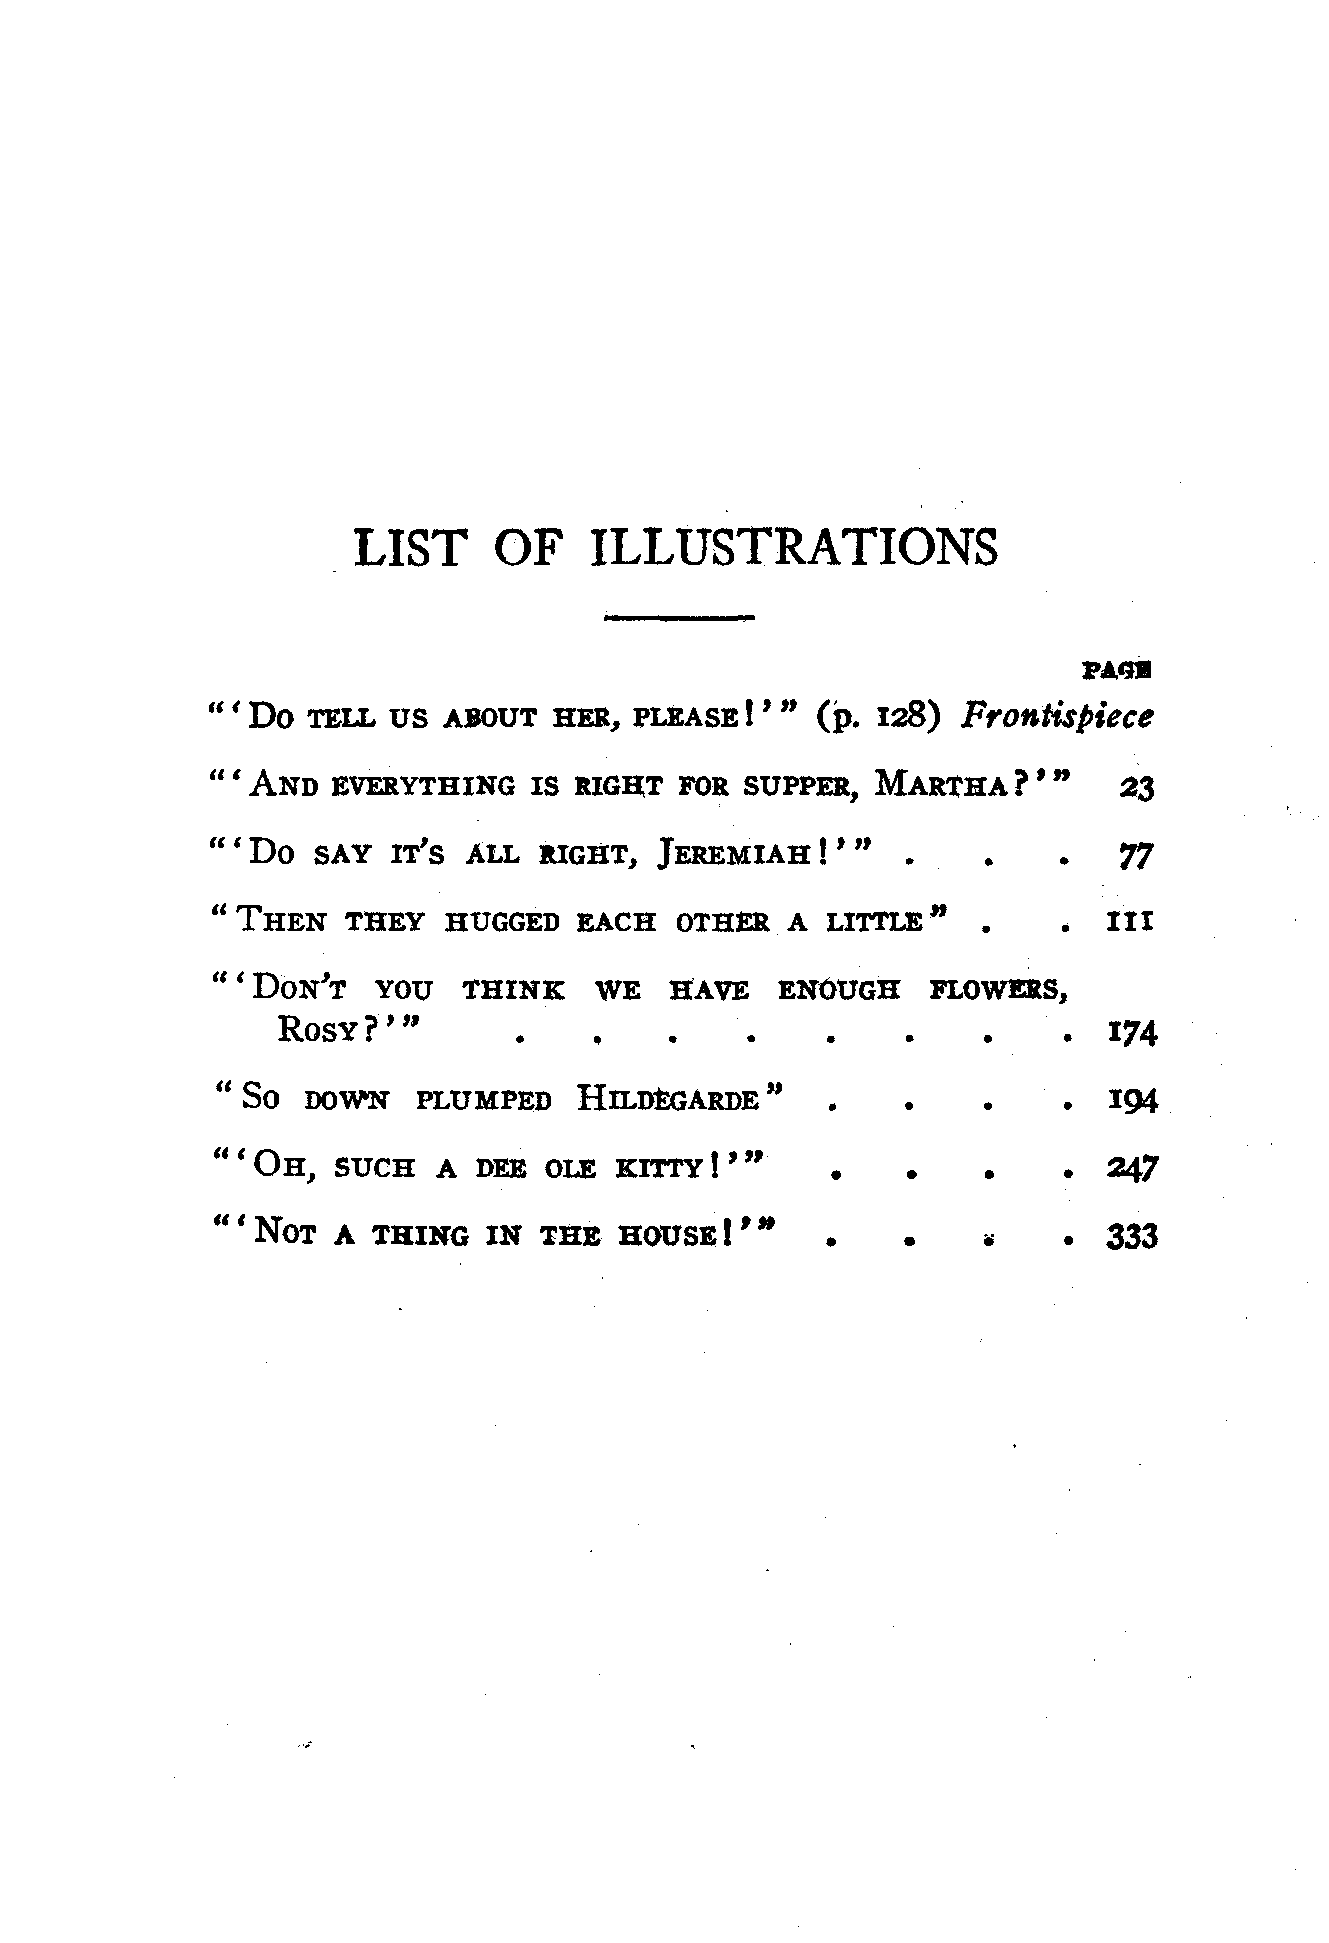 LIST OF ILLUSTRATIONS
PAGE
"'Do tell us about her, please!'" (p. 128) Frontispiece
"'And everything is right for supper, Martha?'" 23
"'Do say it's all right, Jeremiah!'" . . . 77
"Then they hugged each other a little" . . 111
"'Don't you think we have enough flowers,
Rosy?'" . . . . . . . . 174
"So down plumped Hildegarde" . . . . 194
"'Oh, such a dee ole kitty!'" . . . . 247
"'Not a thing in the house!'" . . . . 333